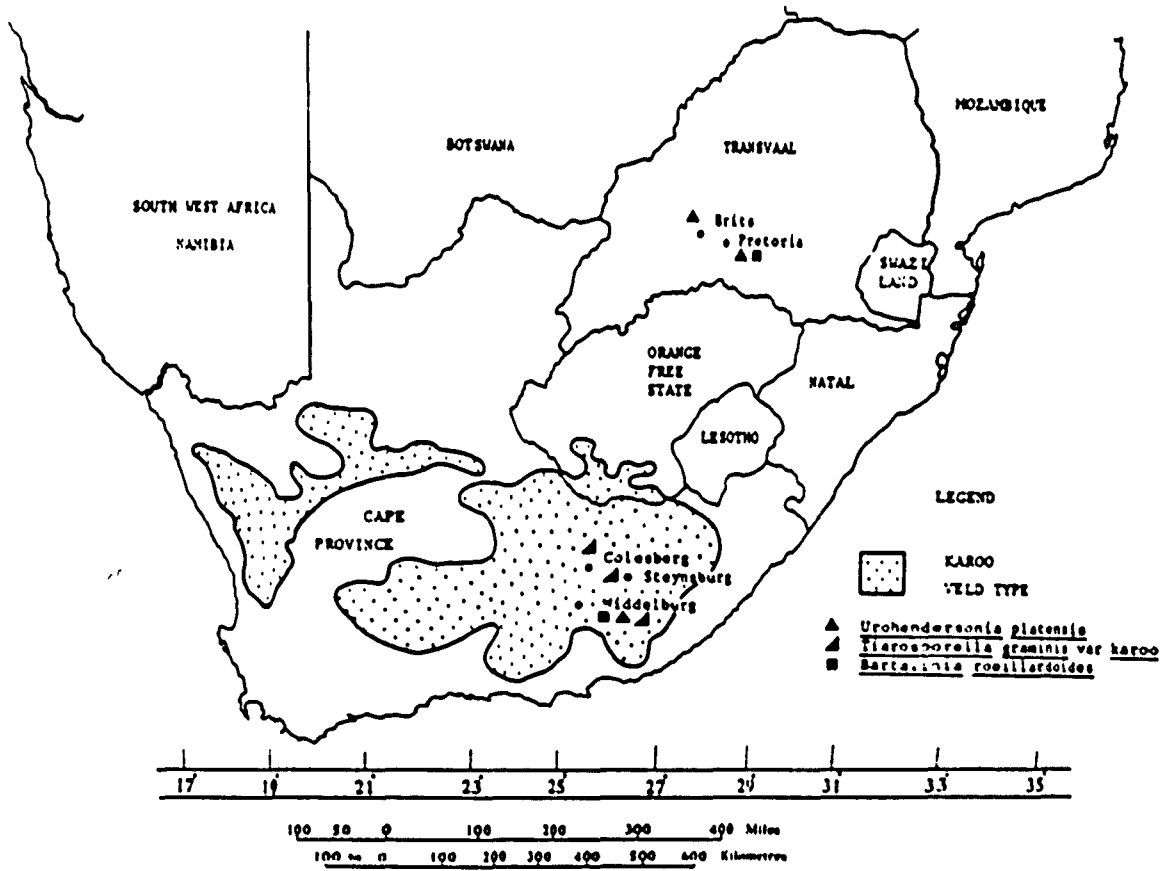 MOZAMBIQUE
BOTSWANA
TRANSVAAL
SOUTH WEST AFRICA
NAMIBIA
Brits
Pretoria
SWAZI
LAND
ORANGE
FREE
STATE
NATAL
LESOTHO
CAPE
PROVINCE
Colesberg
Steynsburg
Middelburg
LEGEND
KAROO
VELD TYPE
Urohendersonia platensis
Tiarosporella graminis var karoo
Bartalinia robillardoides
17° 19° 21° 23° 25° 27° 29° 31° 33° 35°
100 50 0 100 200 300 400 Miles
100 50 0 100 200 300 400 500 600 Kilometres